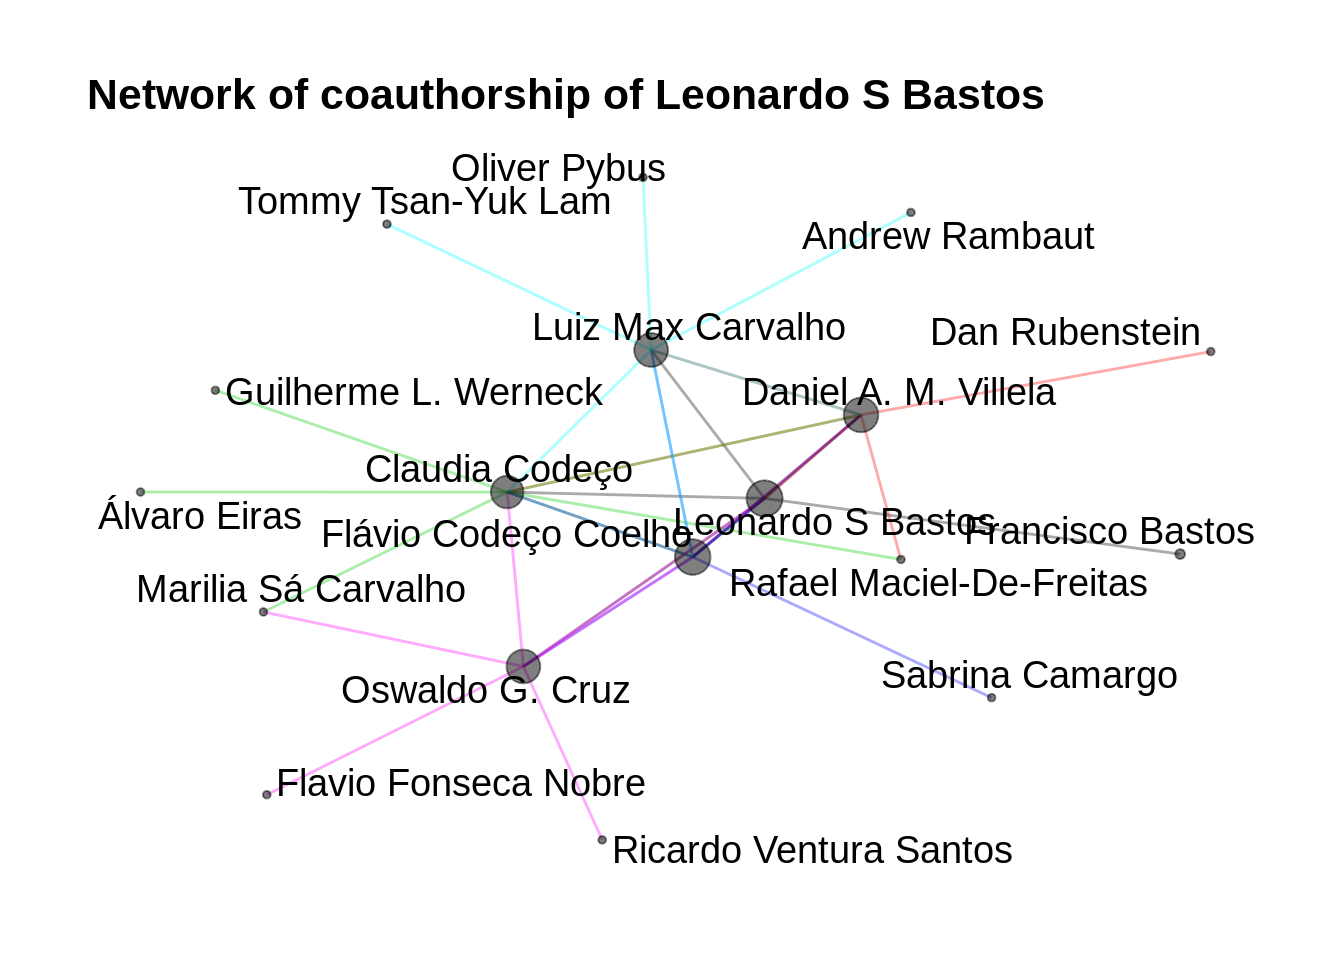 Network of coauthorship of Leonardo S Bastos
Oliver Pybus
Tommy Tsan-Yuk Lam
Andrew Rambaut
Luiz Max Carvalho
Dan Rubenstein
Guilherme L. Werneck
Daniel A. M. Villela
Claudia Codeço
Álvaro Eiras
Flávio Codeço Coelho
Leonardo S Bastos
Francisco Bastos
Marilia Sá Carvalho
Rafael Maciel-De-Freitas
Oswaldo G. Cruz
Sabrina Camargo
Flavio Fonseca Nobre
Ricardo Ventura Santos